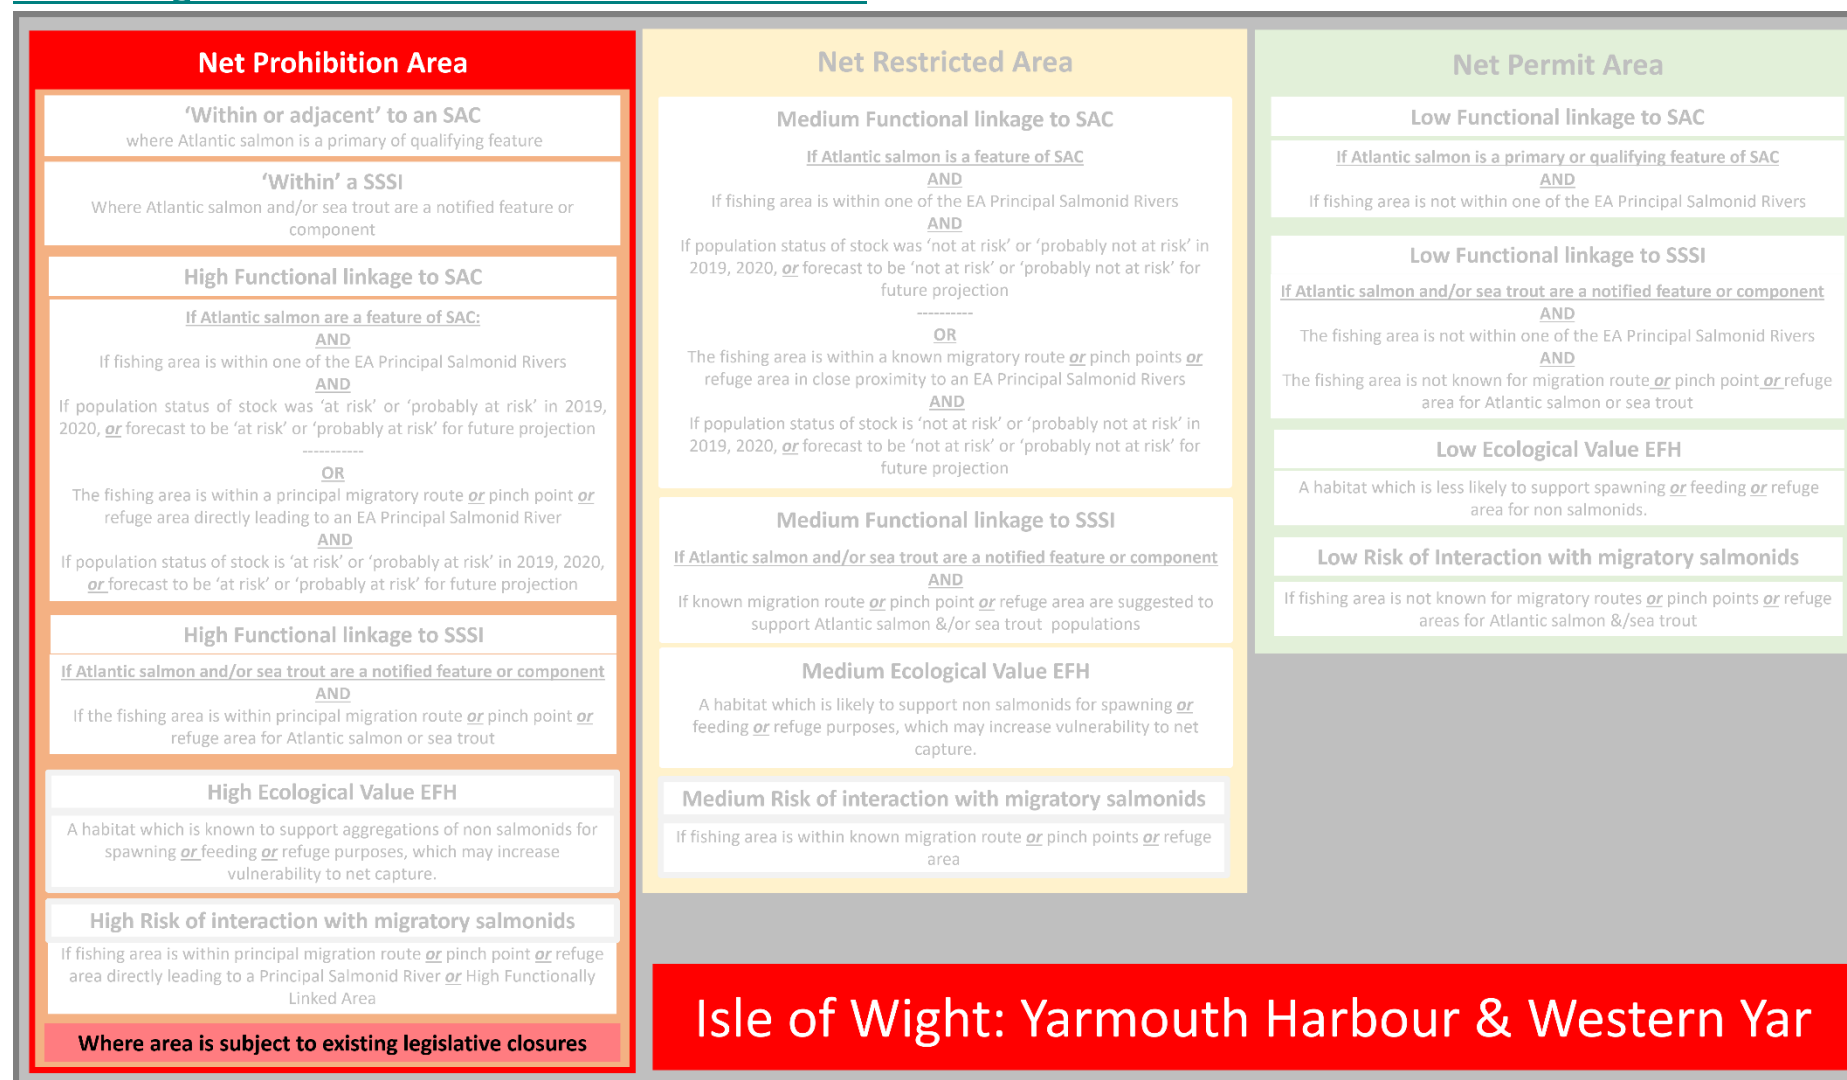 Net Prohibition Area
‘Within or adjacent’ to an SAC
where Atlantic salmon is a primary of qualifying feature
‘Within’ a SSSI
Where Atlantic salmon and/or sea trout are a notified feature or
component
High Functional linkage to SAC
If Atlantic salmon are a feature of SAC:
AND
If fishing area is within one of the EA Principal Salmonid Rivers
AND
If population status of stock was ‘at risk’ or ‘probably at risk’ in 2019,
2020, or forecast to be ‘at risk’ or ‘probably at risk’ for future projection
-----------
OR
The fishing area is within a principal migratory route or pinch point or
refuge area directly leading to an EA Principal Salmonid River
AND
If population status of stock is ‘at risk’ or ‘probably at risk’ in 2019, 2020,
or forecast to be ‘at risk’ or ‘probably at risk’ for future projection
High Functional linkage to SSSI
If Atlantic salmon and/or sea trout are a notified feature or component
AND
If the fishing area is within principal migration route or pinch point or
refuge area for Atlantic salmon or sea trout
High Ecological Value EFH
A habitat which is known to support aggregations of non salmonids for
spawning or feeding or refuge purposes, which may increase
vulnerability to net capture.
High Risk of interaction with migratory salmonids
If fishing area is within principal migration route or pinch point or refuge
area directly leading to a Principal Salmonid River or High Functionally
Linked Area
Where area is subject to existing legislative closures
Net Restricted Area
Medium Functional linkage to SAC
If Atlantic salmon is a feature of SAC
AND
If fishing area is within one of the EA Principal Salmonid Rivers
AND
If population status of stock was ‘not at risk’ or ‘probably not at risk’ in
2019, 2020, or forecast to be ‘not at risk’ or ‘probably not at risk’ for
future projection
----------
OR
The fishing area is within a known migratory route or pinch points or
refuge area in close proximity to an EA Principal Salmonid Rivers
AND
If population status of stock is ‘not at risk’ or ‘probably not at risk’ in
2019, 2020, or forecast to be ‘not at risk’ or ‘probably not at risk’ for
future projection
Medium Functional linkage to SSSI
If Atlantic salmon and/or sea trout are a notified feature or component
AND
If known migration route or pinch point or refuge area are suggested to
support Atlantic salmon &/or sea trout populations
Medium Ecological Value EFH
A habitat which is likely to support non salmonids for spawning or
feeding or refuge purposes, which may increase vulnerability to net
capture.
Medium Risk of interaction with migratory salmonids
If fishing area is within known migration route or pinch points or refuge
area
Net Permit Area
Low Functional linkage to SAC
If Atlantic salmon is a primary or qualifying feature of SAC
AND
If fishing area is not within one of the EA Principal Salmonid Rivers
Low Functional linkage to SSSI
If Atlantic salmon and/or sea trout are a notified feature or component
AND
The fishing area is not within one of the EA Principal Salmonid Rivers
AND
The fishing area is not known for migration route or pinch point or refuge
area for Atlantic salmon or sea trout
Low Ecological Value EFH
A habitat which is less likely to support spawning or feeding or refuge
area for non salmonids.
Low Risk of Interaction with migratory salmonids
If fishing area is not known for migratory routes or pinch points or refuge
areas for Atlantic salmon &/sea trout
Isle of Wight: Yarmouth Harbour & Western Yar